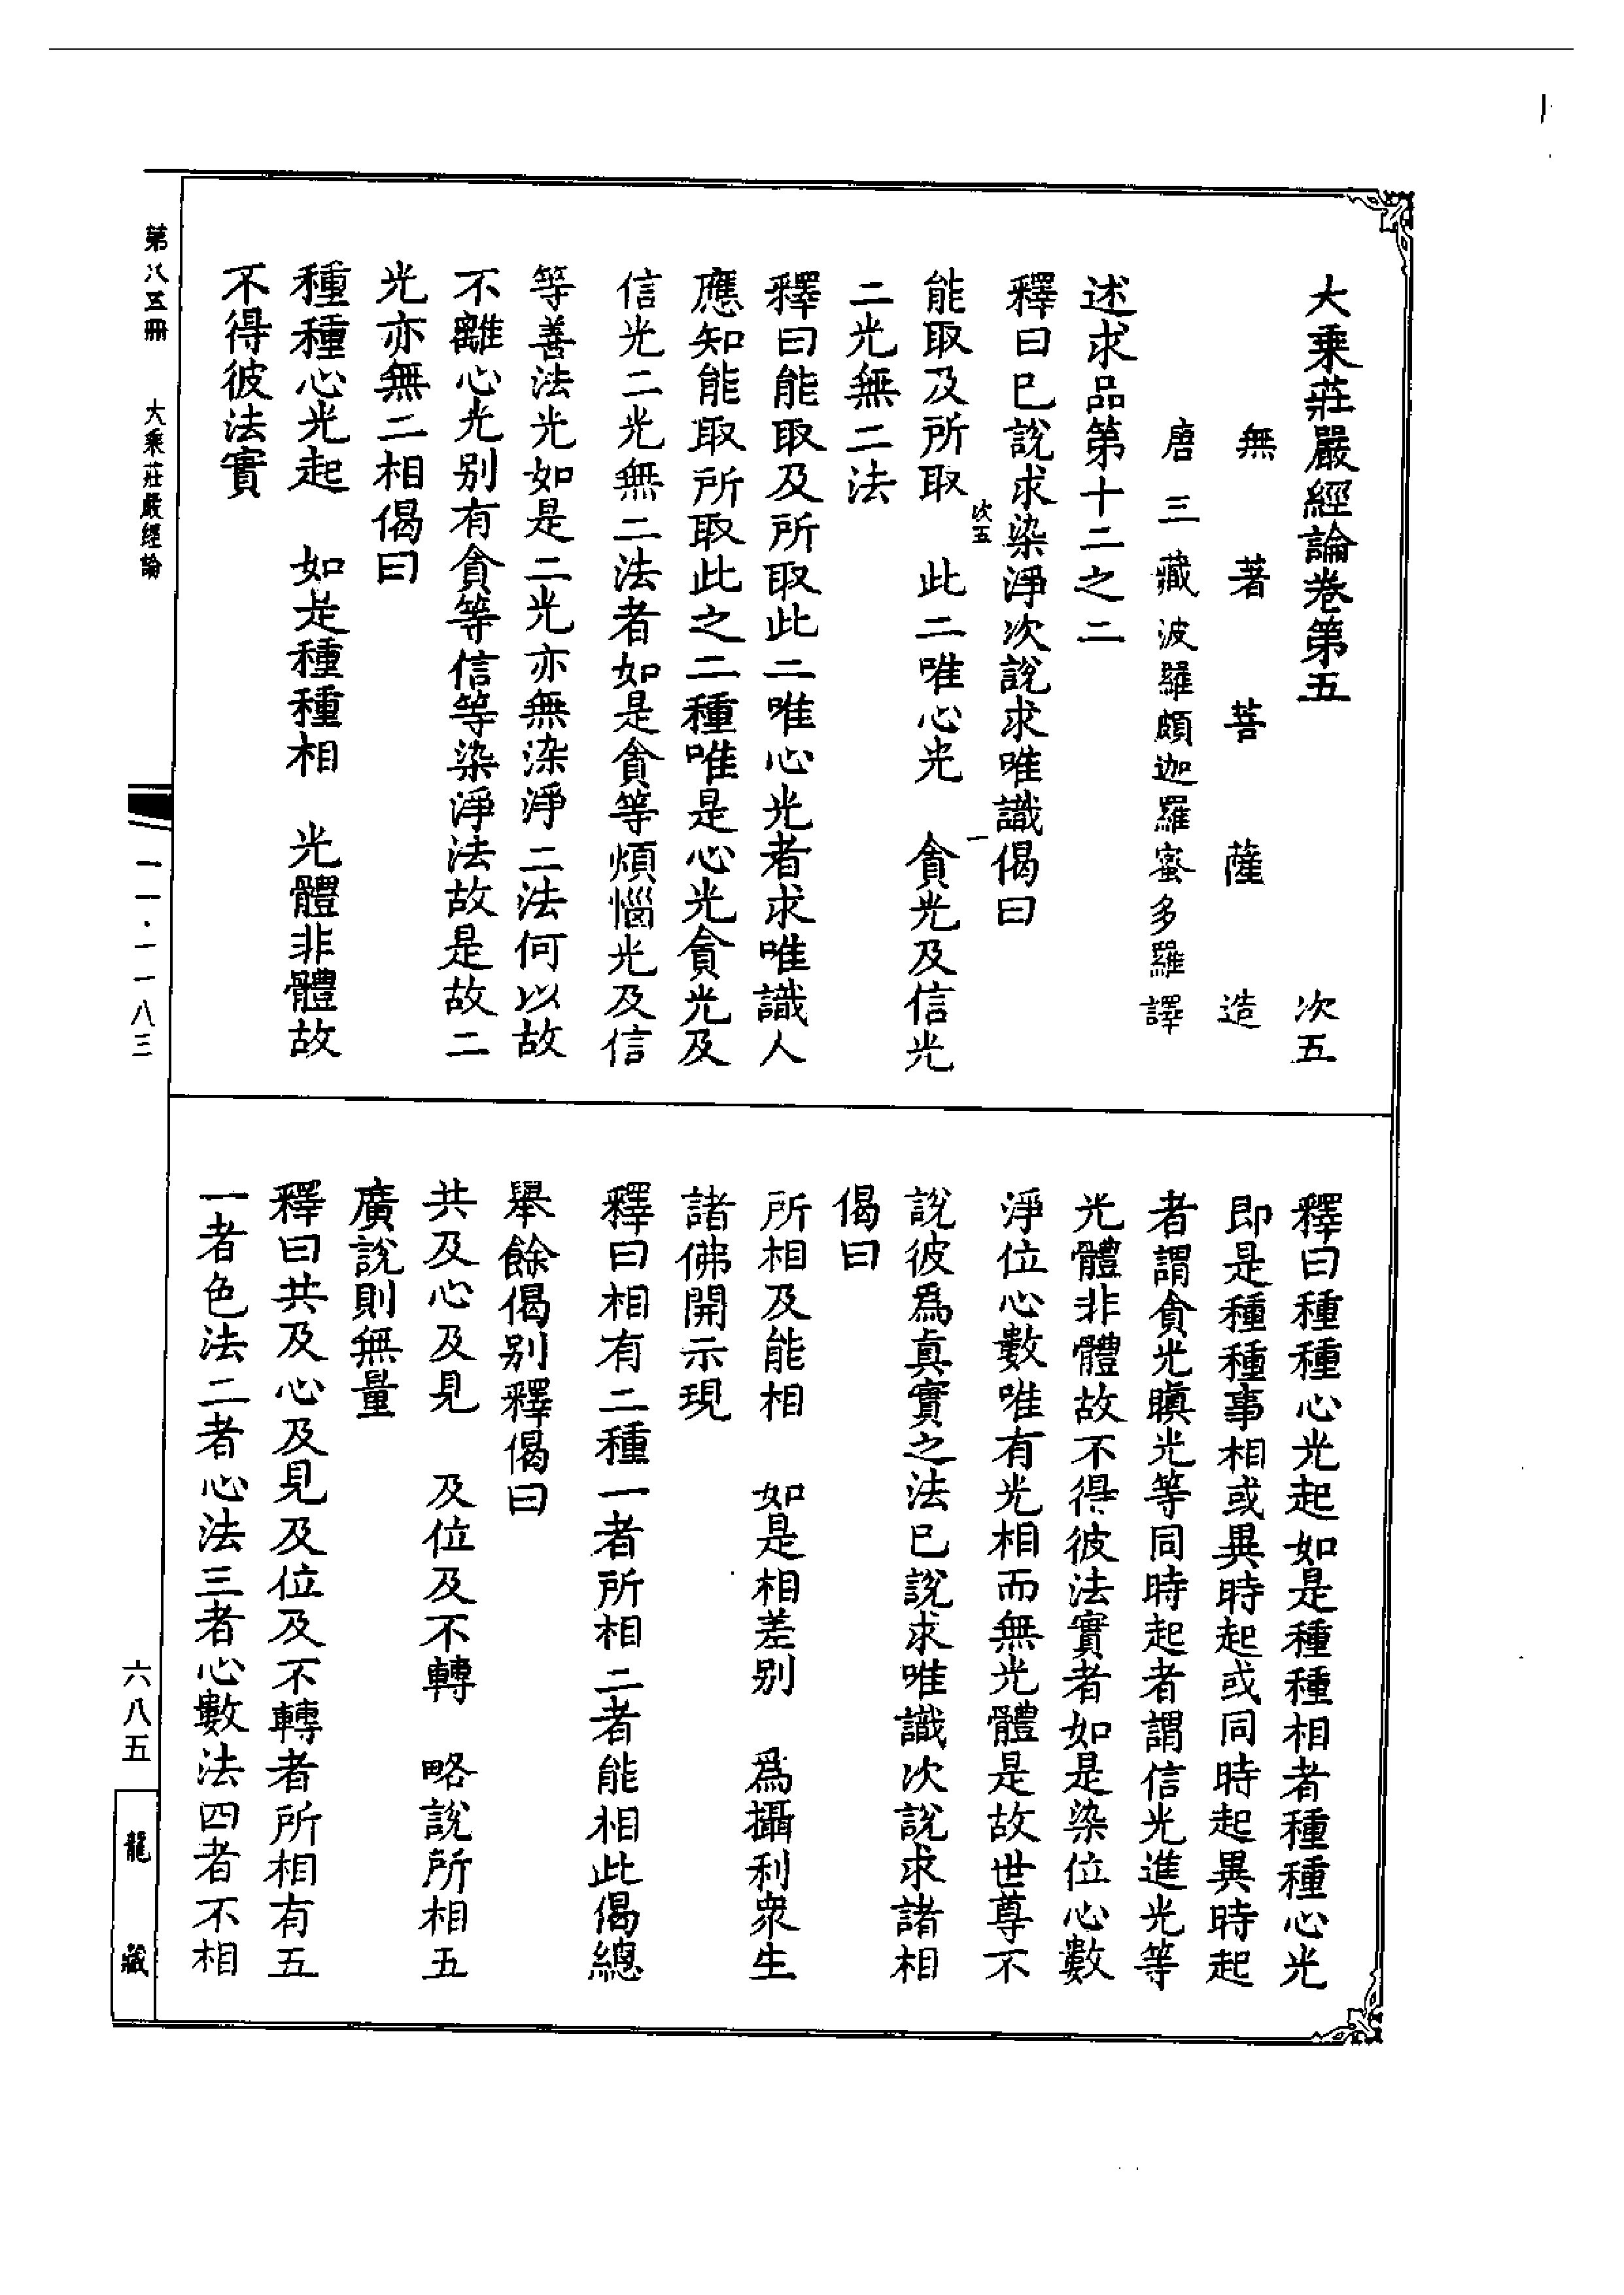 大乘莊嚴經論卷第五　次五
無著菩薩造
唐三藏波羅頗迦羅蜜多羅譯
述求品第十二之二
釋曰已說求染淨次說求唯識偈曰
次五　一
能取及所取　此二唯心光　貪光及信光
二光無二法
釋曰能取及所取此二唯心光者求唯識人
應知能取所取此之二種唯是心光貪光及
信光二光無二法者如是貪等煩惱光及信
等善法光如是二光亦無染淨二法何以故
不離心光別有貪等信等染淨法故是故二
光亦無二相偈曰
種種心光起　如是種種相　光體非體故
不得彼法實
釋曰種種心光起如是種種相者種種心光
即是種種事相或異時起或同時起異時起
者謂貪光瞋光等同時起者謂信光進光等
光體非體故不得彼法實者如是染位心數
淨位心數唯有光相而無光體是故世尊不
說彼爲真實之法已說求唯識次說求諸相
偈曰
所相及能相　如是相差別　爲攝利衆生
諸佛開示現
釋曰相有二種一者所相二者能相此偈總
舉餘偈別釋偈曰
共及心及見　及位及不轉　略說所相五
廣說則無量
釋曰共及心及見及位及不轉者所相有五
一者色法二者心法三者心數法四者不相
第八五冊　大乘莊嚴經論
一一·一一八三
六八五
龍藏